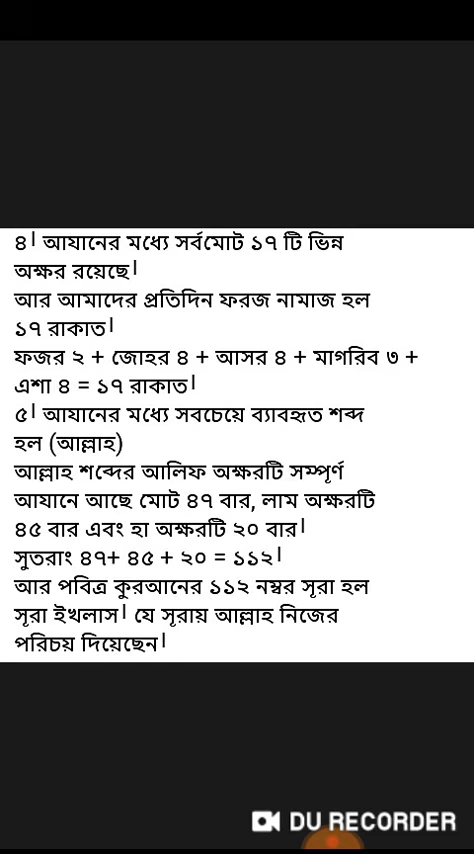 ৪। আযানের মধ্যে সর্বমোট ১৭ টি ভিন্ন
অক্ষর রয়েছে।
আর আমাদের প্রতিদিন ফরজ নামাজ হল
১৭ রাকাত।
ফজর ২ + জোহর ৪ + আসর ৪ + মাগরিব ৩ +
এশা ৪ = ১৭ রাকাত।
৫। আযানের মধ্যে সবচেয়ে ব্যাবহৃত শব্দ
হল (আল্লাহ)
আল্লাহ শব্দের আলিফ অক্ষরটি সম্পূর্ণ
আযানে আছে মোট ৪৭ বার, লাম অক্ষরটি
৪৫ বার এবং হা অক্ষরটি ২০ বার।
সুতরাং ৪৭+ ৪৫ + ২০ = ১১২।
আর পবিত্র কুরআনের ১১২ নম্বর সূরা হল
সূরা ইখলাস। যে সূরায় আল্লাহ নিজের
পরিচয় দিয়েছেন।
DU RECORDER